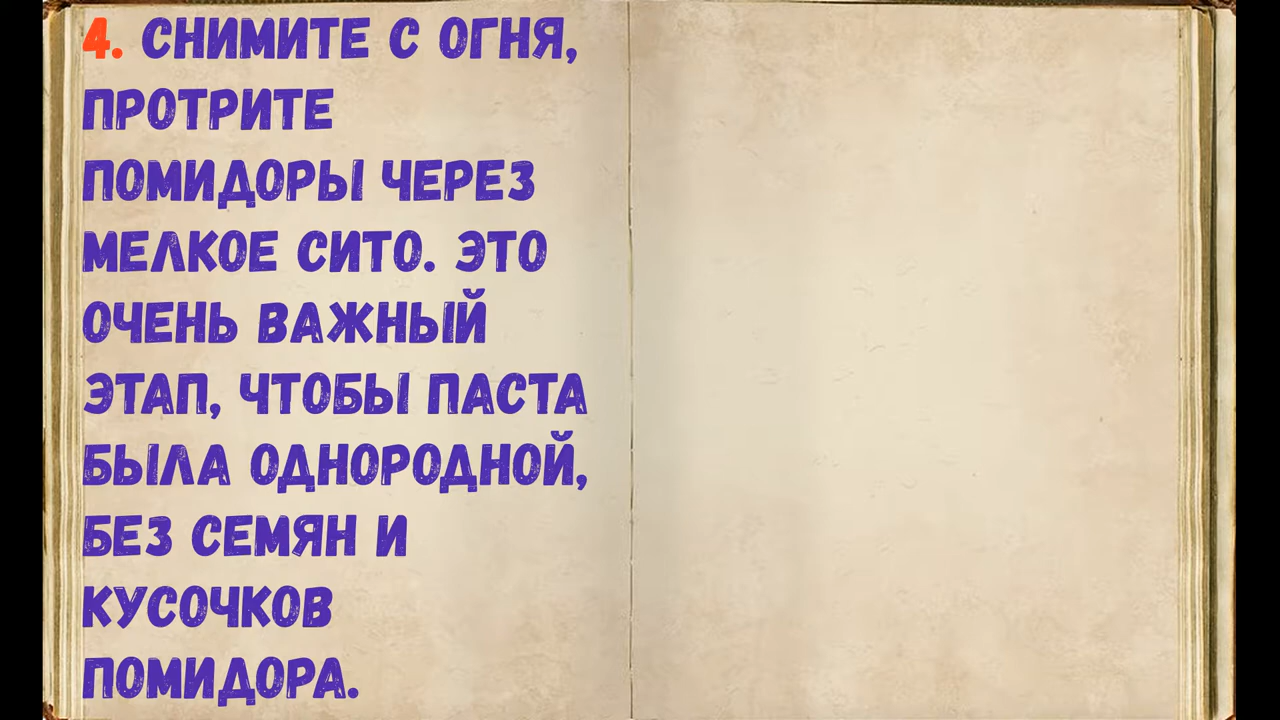 4. СНИМИТЕ С ОГНЯ,
ПРОТРИТЕ
ПОМИДОРЫ ЧЕРЕЗ
МЕЛКОЕ СИТО. ЭТО
ОЧЕНЬ ВАЖНЫЙ
ЭТАП, ЧТОБЫ ПАСТА
БЫЛА ОДНОРОДНОЙ,
БЕЗ СЕМЯН И
КУСОЧКОВ
ПОМИДОРА.